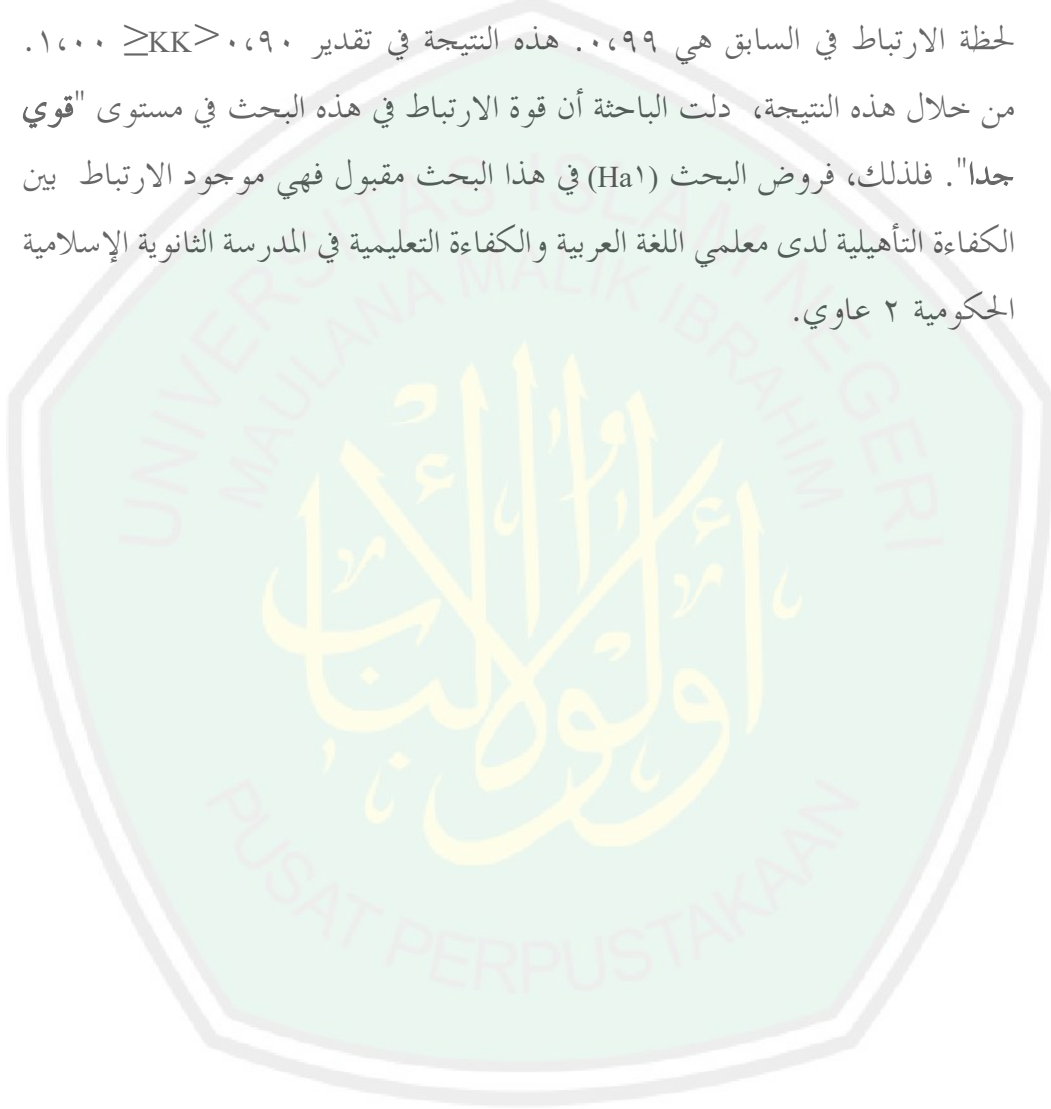 لحظة الارتباط في السابق هي ٠،٩٩. هذه النتيجة في تقدير ٠،٩٠<KK≤ ١،٠٠.
من خلال هذه النتيجة، دلت الباحثة أن قوة الارتباط في هذه البحث في مستوى "قوي
جدا". فلذلك، فروض البحث (Ha١) في هذا البحث مقبول فهي موجود الارتباط بين
الكفاءة التأهيلية لدى معلمي اللغة العربية والكفاءة التعليمية في المدرسة الثانوية الإسلامية
الحكومية ٢ عاوي.
UNIVERSITAS ISLAM NEGERI
MAULANA MALIK IBRAHIM
أولو الألباب
PUSAT PERPUSTAKAAN